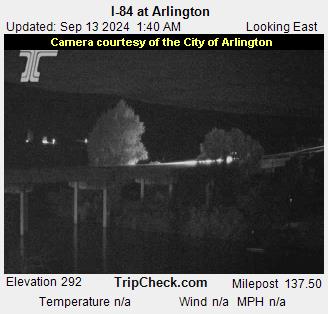 I-84 at Arlington
Updated: Sep 13 2024 1:40 AM Looking East
Camera courtesy of the City of Arlington
Elevation 292 TripCheck.com Milepost 137.50
Temperature n/a Wind n/a MPH n/a